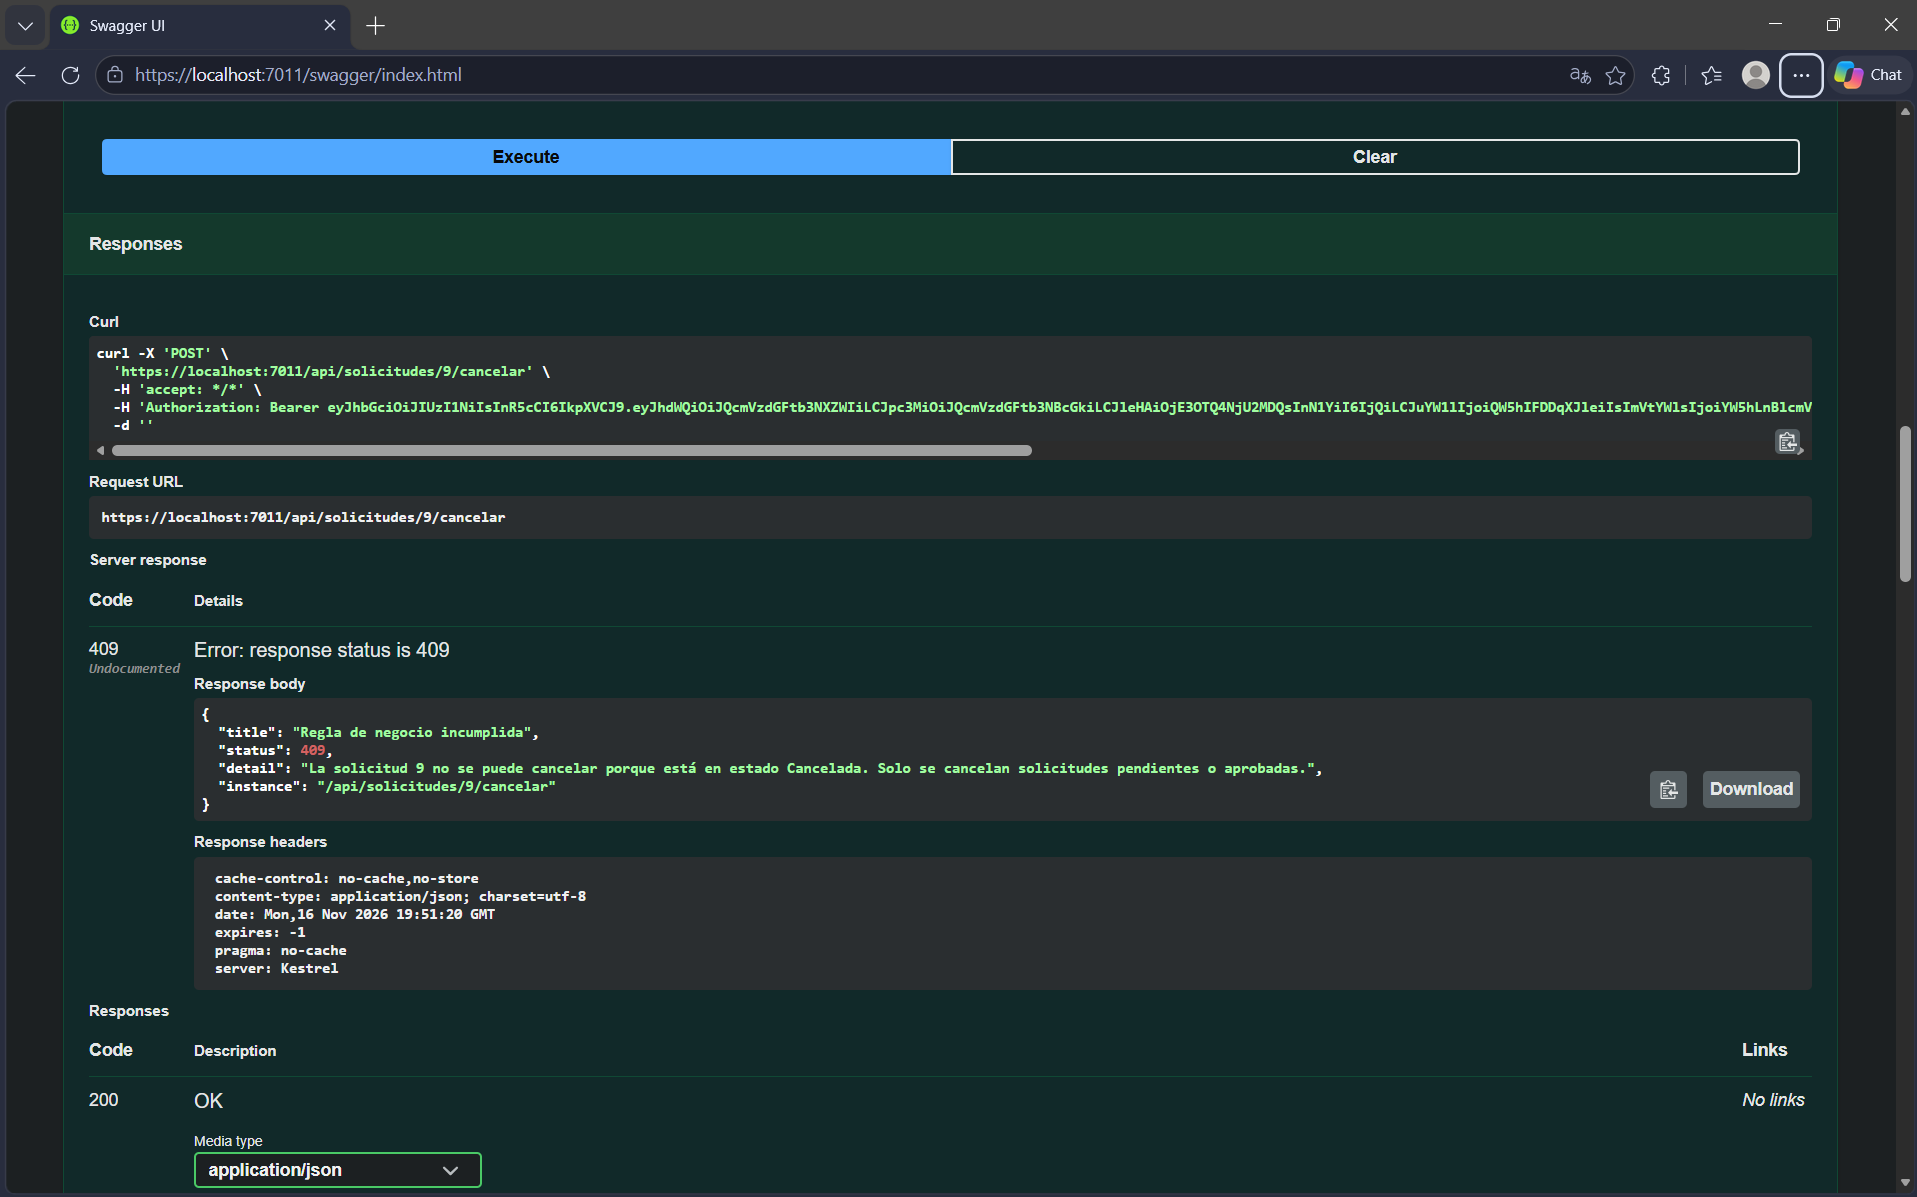 Swagger UI
https://localhost:7011/swagger/index.html
Chat
Execute
Clear
Responses
Curl
curl -X 'POST' \
'https://localhost:7011/api/solicitudes/9/cancelar' \
-H 'accept: */*' \
-H 'Authorization: Bearer eyJhbGciOiJIUzI1NiIsInR5cCI6IkpXVCJ9.eyJhdWQiOiJQcmVzdGFtb3NXZWIiLCJpc3MiOiJQcmVzdGFtb3NBcGkiLCJleHAiOjE3OTQ4NjU2MDQsInN1YiI6IjQiLCJuYW1lIjoiQW5hIFDDqXJleiIsImVtYWlsIjoiYW5hLnBlcmV
-d ''
Request URL
https://localhost:7011/api/solicitudes/9/cancelar
Server response
Code
Details
409
Undocumented
Error: response status is 409
Response body
{
"title": "Regla de negocio incumplida",
"status": 409,
"detail": "La solicitud 9 no se puede cancelar porque está en estado Cancelada. Solo se cancelan solicitudes pendientes o aprobadas.",
"instance": "/api/solicitudes/9/cancelar"
}
Download
Response headers
cache-control: no-cache,no-store
content-type: application/json; charset=utf-8
date: Mon,16 Nov 2026 19:51:20 GMT
expires: -1
pragma: no-cache
server: Kestrel
Responses
Code
Description
Links
200
OK
No links
Media type
application/json